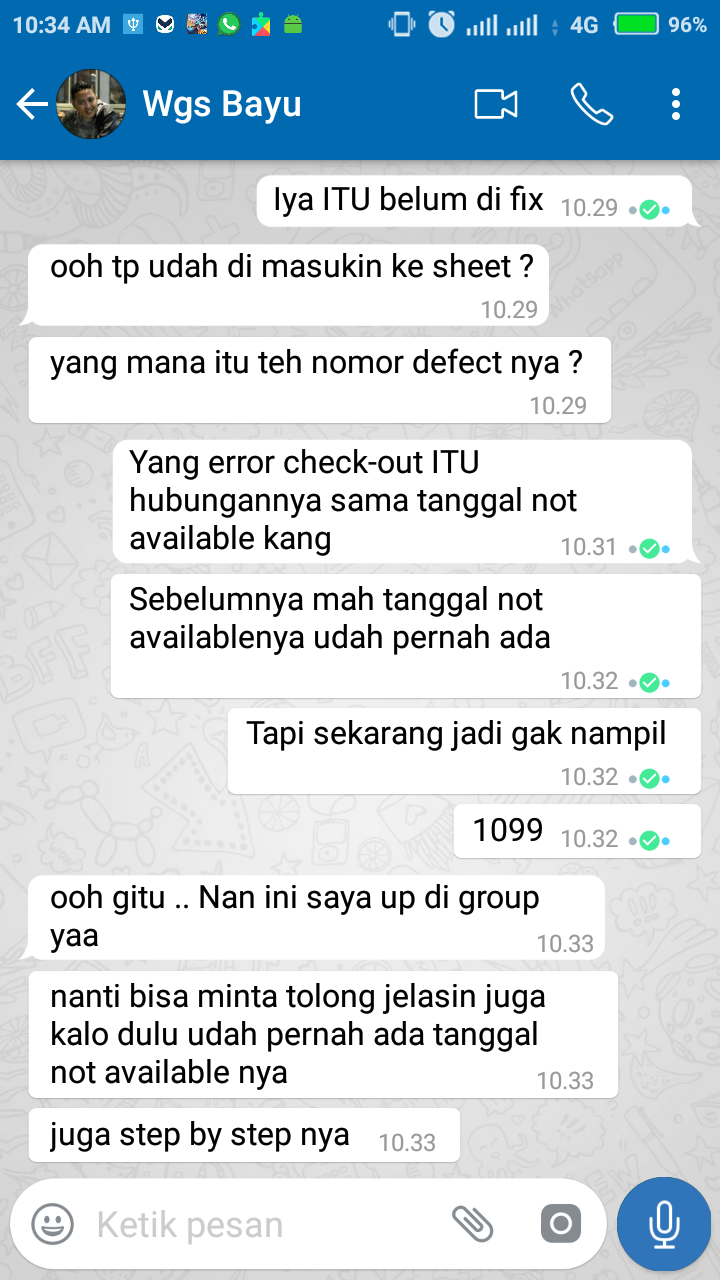 10:34 AM 4G 96%
Wgs Bayu
Iya ITU belum di fix 10.29
ooh tp udah di masukin ke sheet ?
10.29
yang mana itu teh nomor defect nya ?
10.29
Yang error check-out ITU
hubungannya sama tanggal not
available kang 10.31
Sebelumnya mah tanggal not
availablenya udah pernah ada
10.32
Tapi sekarang jadi gak nampil
10.32
1099 10.32
ooh gitu .. Nan ini saya up di group
yaa 10.33
nanti bisa minta tolong jelasin juga
kalo dulu udah pernah ada tanggal
not available nya 10.33
juga step by step nya 10.33
Ketik pesan